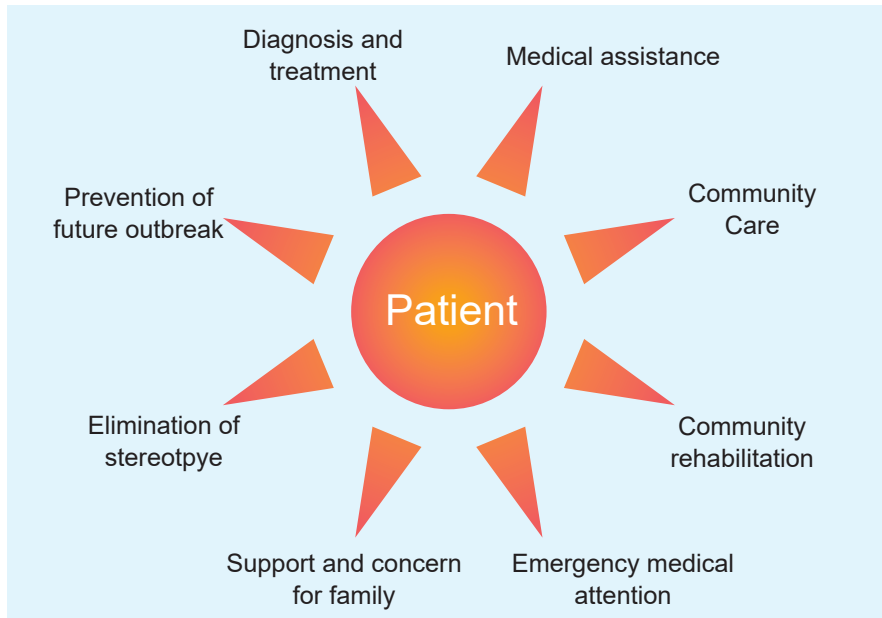 Diagnosis and
treatment
Medical assistance
Prevention of
future outbreak
Community
Care
Patient
Elimination of
stereotpye
Community
rehabilitation
Support and concern
for family
Emergency medical
attention